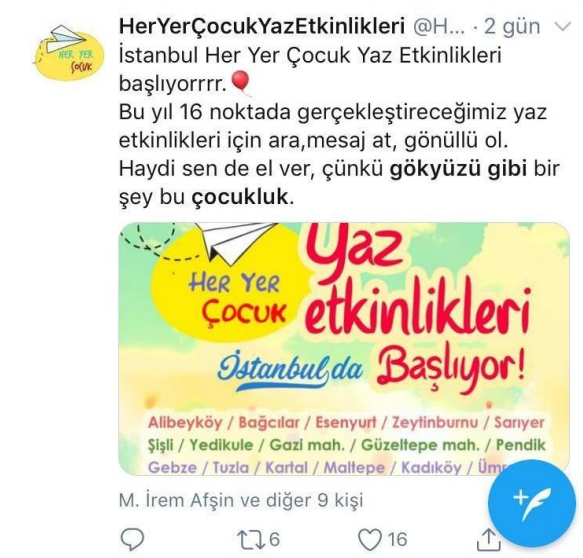 HerYerÇocukYazEtkinlikleri @H... · 2 gün
HER YER
ÇOCUK
İstanbul Her Yer Çocuk Yaz Etkinlikleri
başlıyorrrr.🎈
Bu yıl 16 noktada gerçekleştireceğimiz yaz
etkinlikleri için ara,mesaj at, gönüllü ol.
Haydi sen de el ver, çünkü gökyüzü gibi bir
şey bu çocukluk.
Yaz
HER YER
ÇOCUK
etkinlikleri
İstanbul,da Başlıyor!
Alibeyköy / Bağcılar / Esenyurt / Zeytinburnu / Sarıyer
Şişli / Yedikule / Gazi mah. / Güzeltepe mah. / Pendik
Gebze / Tuzla / Kartal / Maltepe / Kadıköy /
M. İrem Afşin ve diğer 9 kişi
6
16